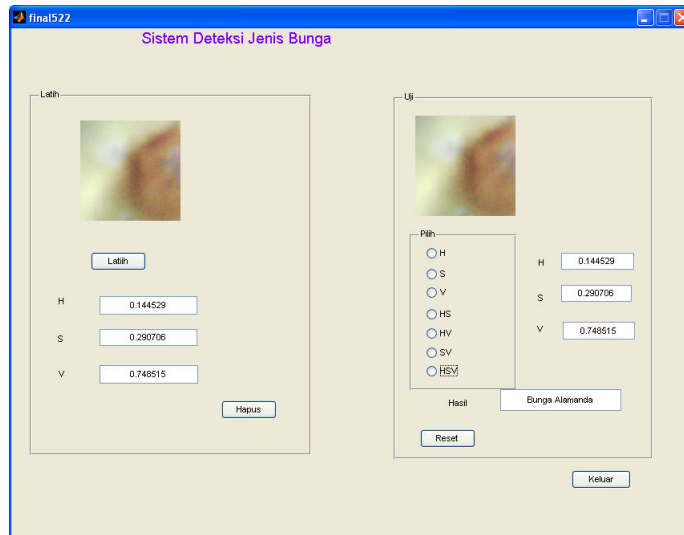 final522
Sistem Deteksi Jenis Bunga
Latih
Latiih
H 0.144529
S 0.290706
V 0.748515
Hapus
Uji
Pilih
H
S
V
HS
HV
SV
HSV
H 0.144529
S 0.290706
V 0.748515
Hasil Bunga Alamanda
Reset
Keluar